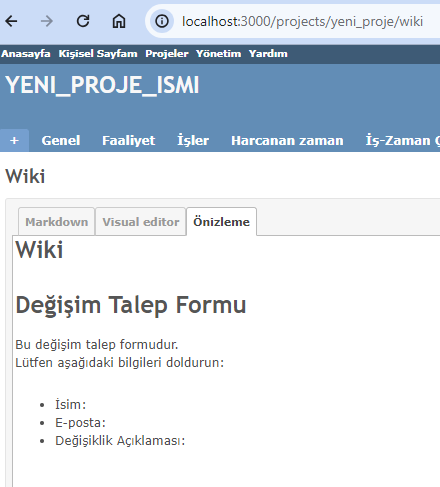 localhost:3000/projects/yeni_proje/wiki
Anasayfa Kişisel Sayfam Projeler Yönetim Yardım
YENI_PROJE_ISMI
+ Genel Faaliyet İşler Harcanan zaman İş-Zaman
Wiki
Markdown Visual editor Önizleme
Wiki
Değişim Talep Formu
Bu değişim talep formudur.
Lütfen aşağıdaki bilgileri doldurun:
• İsim:
• E-posta:
• Değişiklik Açıklaması: